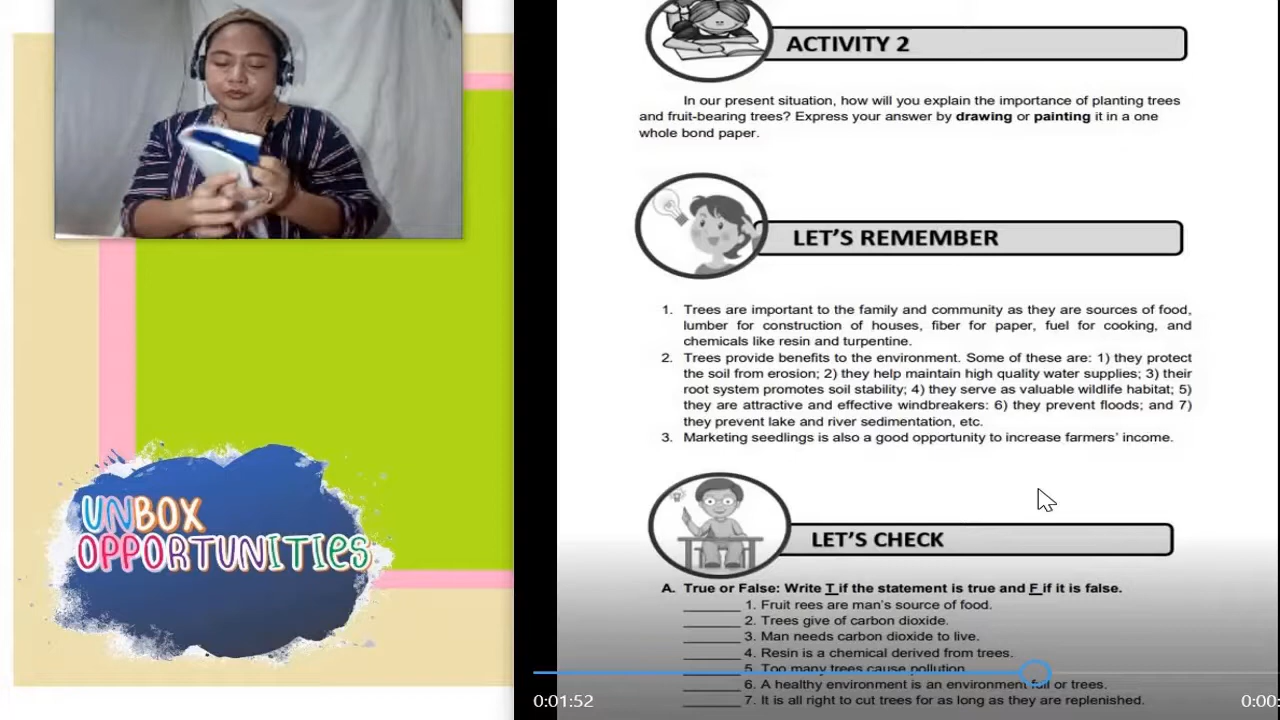 UNBOX
OPPORTUNITIES
ACTIVITY 2
In our present situation, how will you explain the importance of planting trees
and fruit-bearing trees? Express your answer by drawing or painting it in a one
whole bond paper.
LET'S REMEMBER
1. Trees are important to the family and community as they are sources of food,
lumber for construction of houses, fiber for paper, fuel for cooking, and
chemicals like resin and turpentine.
2. Trees provide benefits to the environment. Some of these are: 1) they protect
the soil from erosion; 2) they help maintain high quality water supplies; 3) their
root system promotes soil stability; 4) they serve as valuable wildlife habitat; 5)
they are attractive and effective windbreakers: 6) they prevent floods; and 7)
they prevent lake and river sedimentation, etc.
3. Marketing seedlings is also a good opportunity to increase farmers' income.
LET'S CHECK
A. True or False: Write T if the statement is true and F if it is false.
_______ 1. Fruit rees are man's source of food.
_______ 2. Trees give of carbon dioxide.
_______ 3. Man needs carbon dioxide to live.
_______ 4. Resin is a chemical derived from trees.
_______ 5. Too many trees cause pollution.
_______ 6. A healthy environment is an environment full or trees.
_______ 7. It is all right to cut trees for as long as they are replenished.
0:01:52
0:00: